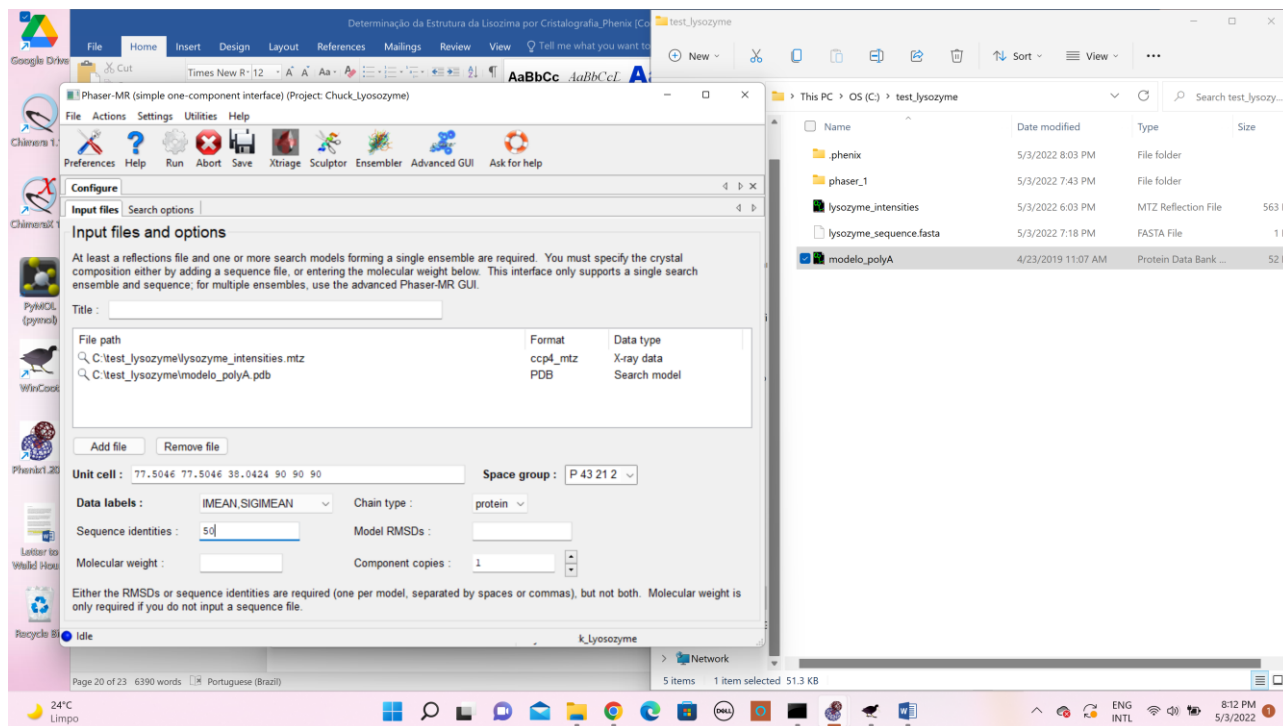 Google Drive
Chimera 1.
ChimeraX 1
PyMOL
(pymol)
WinCoot
Phenix1.20
Letter to
Walid Hou
Recycle Bi
Determinação da Estrutura da Lisozima por Cristalografia_Phenix [Co
File Home Insert Design Layout References Mailings Review View Tell me what you want to
Cut
Times New R 12 A A Aa
AaBbCc AaBbCcL A
Phaser-MR (simple one-component interface) (Project: Chuck_Lyosozyme)
File Actions Settings Utilities Help
Preferences Help Run Abort Save Xtriage Sculptor Ensembler Advanced GUI Ask for help
Configure
Input files Search options
Input files and options
At least a reflections file and one or more search models forming a single ensemble are required. You must specify the crystal
composition either by adding a sequence file, or entering the molecular weight below. This interface only supports a single search
ensemble and sequence; for multiple ensembles, use the advanced Phaser-MR GUI.
Title :
File path Format Data type
C:\test_lysozyme\lysozyme_intensities.mtz ccp4_mtz X-ray data
C:\test_lysozyme\modelo_polyA.pdb PDB Search model
Add file Remove file
Unit cell : 77.5046 77.5046 38.0424 90 90 90 Space group : P 43 21 2
Data labels : IMEAN,SIGIMEAN Chain type : protein
Sequence identities : 50 Model RMSDs :
Molecular weight : Component copies : 1
Either the RMSDs or sequence identities are required (one per model, separated by spaces or commas), but not both. Molecular weight is
only required if you do not input a sequence file.
Idle k_Lyosozyme
Page 20 of 23 6390 words Portuguese (Brazil)
test_lysozyme
New Sort View
This PC › OS (C:) › test_lysozyme Search test_lysozy...
Name Date modified Type Size
.phenix 5/3/2022 8:03 PM File folder
phaser_1 5/3/2022 7:43 PM File folder
lysozyme_intensities 5/3/2022 6:03 PM MTZ Reflection File 563
lysozyme_sequence.fasta 5/3/2022 7:18 PM FASTA File 1
modelo_polyA 4/23/2019 11:07 AM Protein Data Bank ... 52
Network
5 items 1 item selected 51.3 KB
24°C
Limpo
DELL
ENG
INTL
8:12 PM
5/3/2022
1